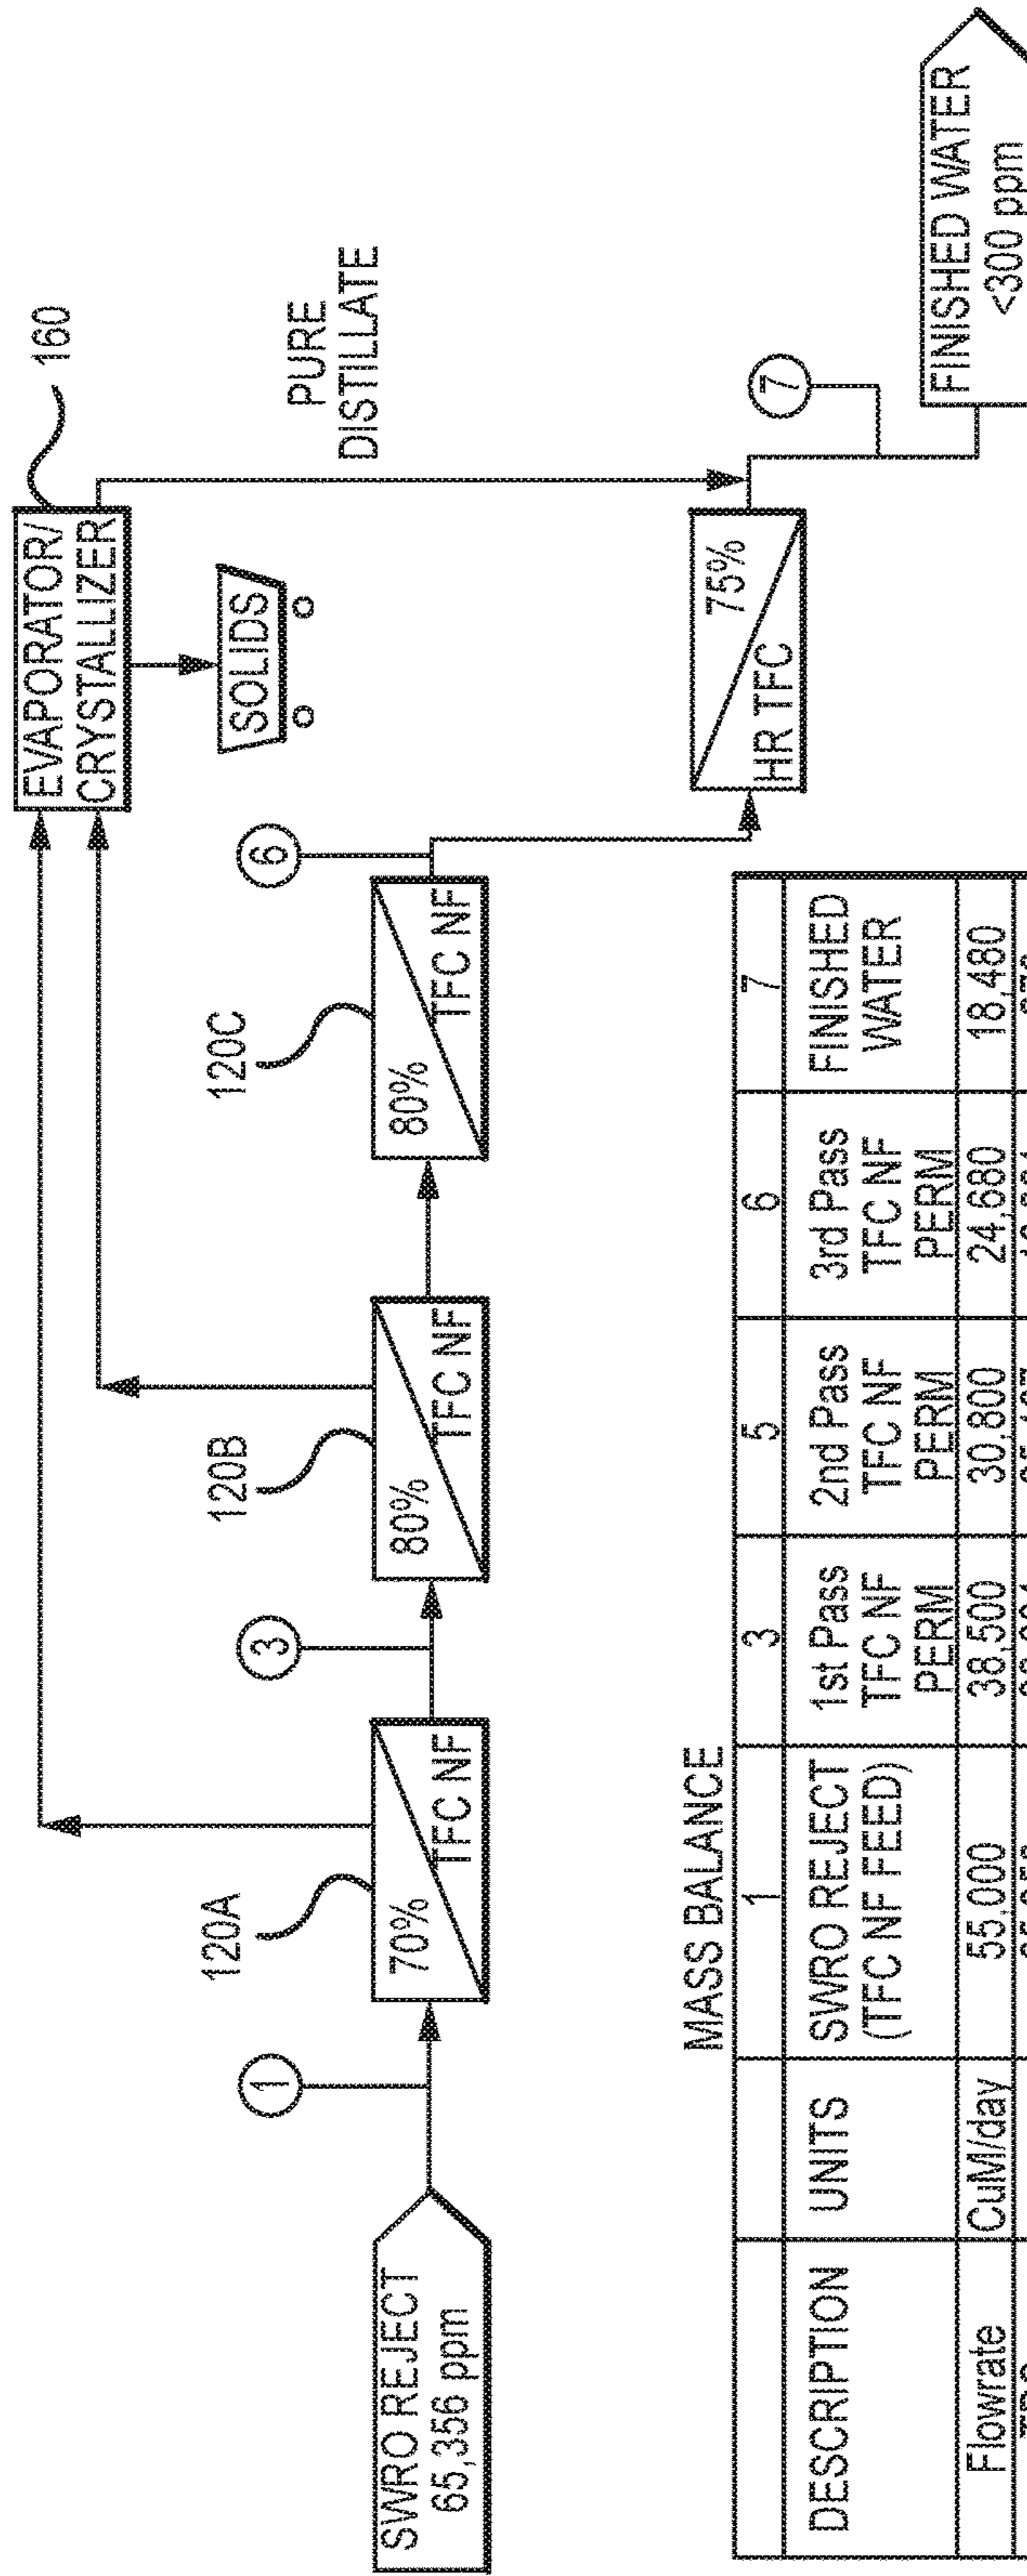 EVAPORATOR/
CRYSTALLIZER
160
SOLIDS
PURE
DISTILLATE
SWRO REJECT
65,356 ppm
1
120A
70%
TFC NF
3
120B
80%
TFC NF
120C
80%
TFC NF
6
75%
HR TFC
7
FINISHED WATER
<300 ppm
MASS BALANCE
1 3 5 6 7
DESCRIPTION UNITS SWRO REJECT 1st Pass 2nd Pass 3rd Pass FINISHED
(TFC NF FEED) TFC NF TFC NF TFC NF WATER
PERM PERM PERM
Flowrate CuM/day 55,000 38,500 30,800 24,680 18,480